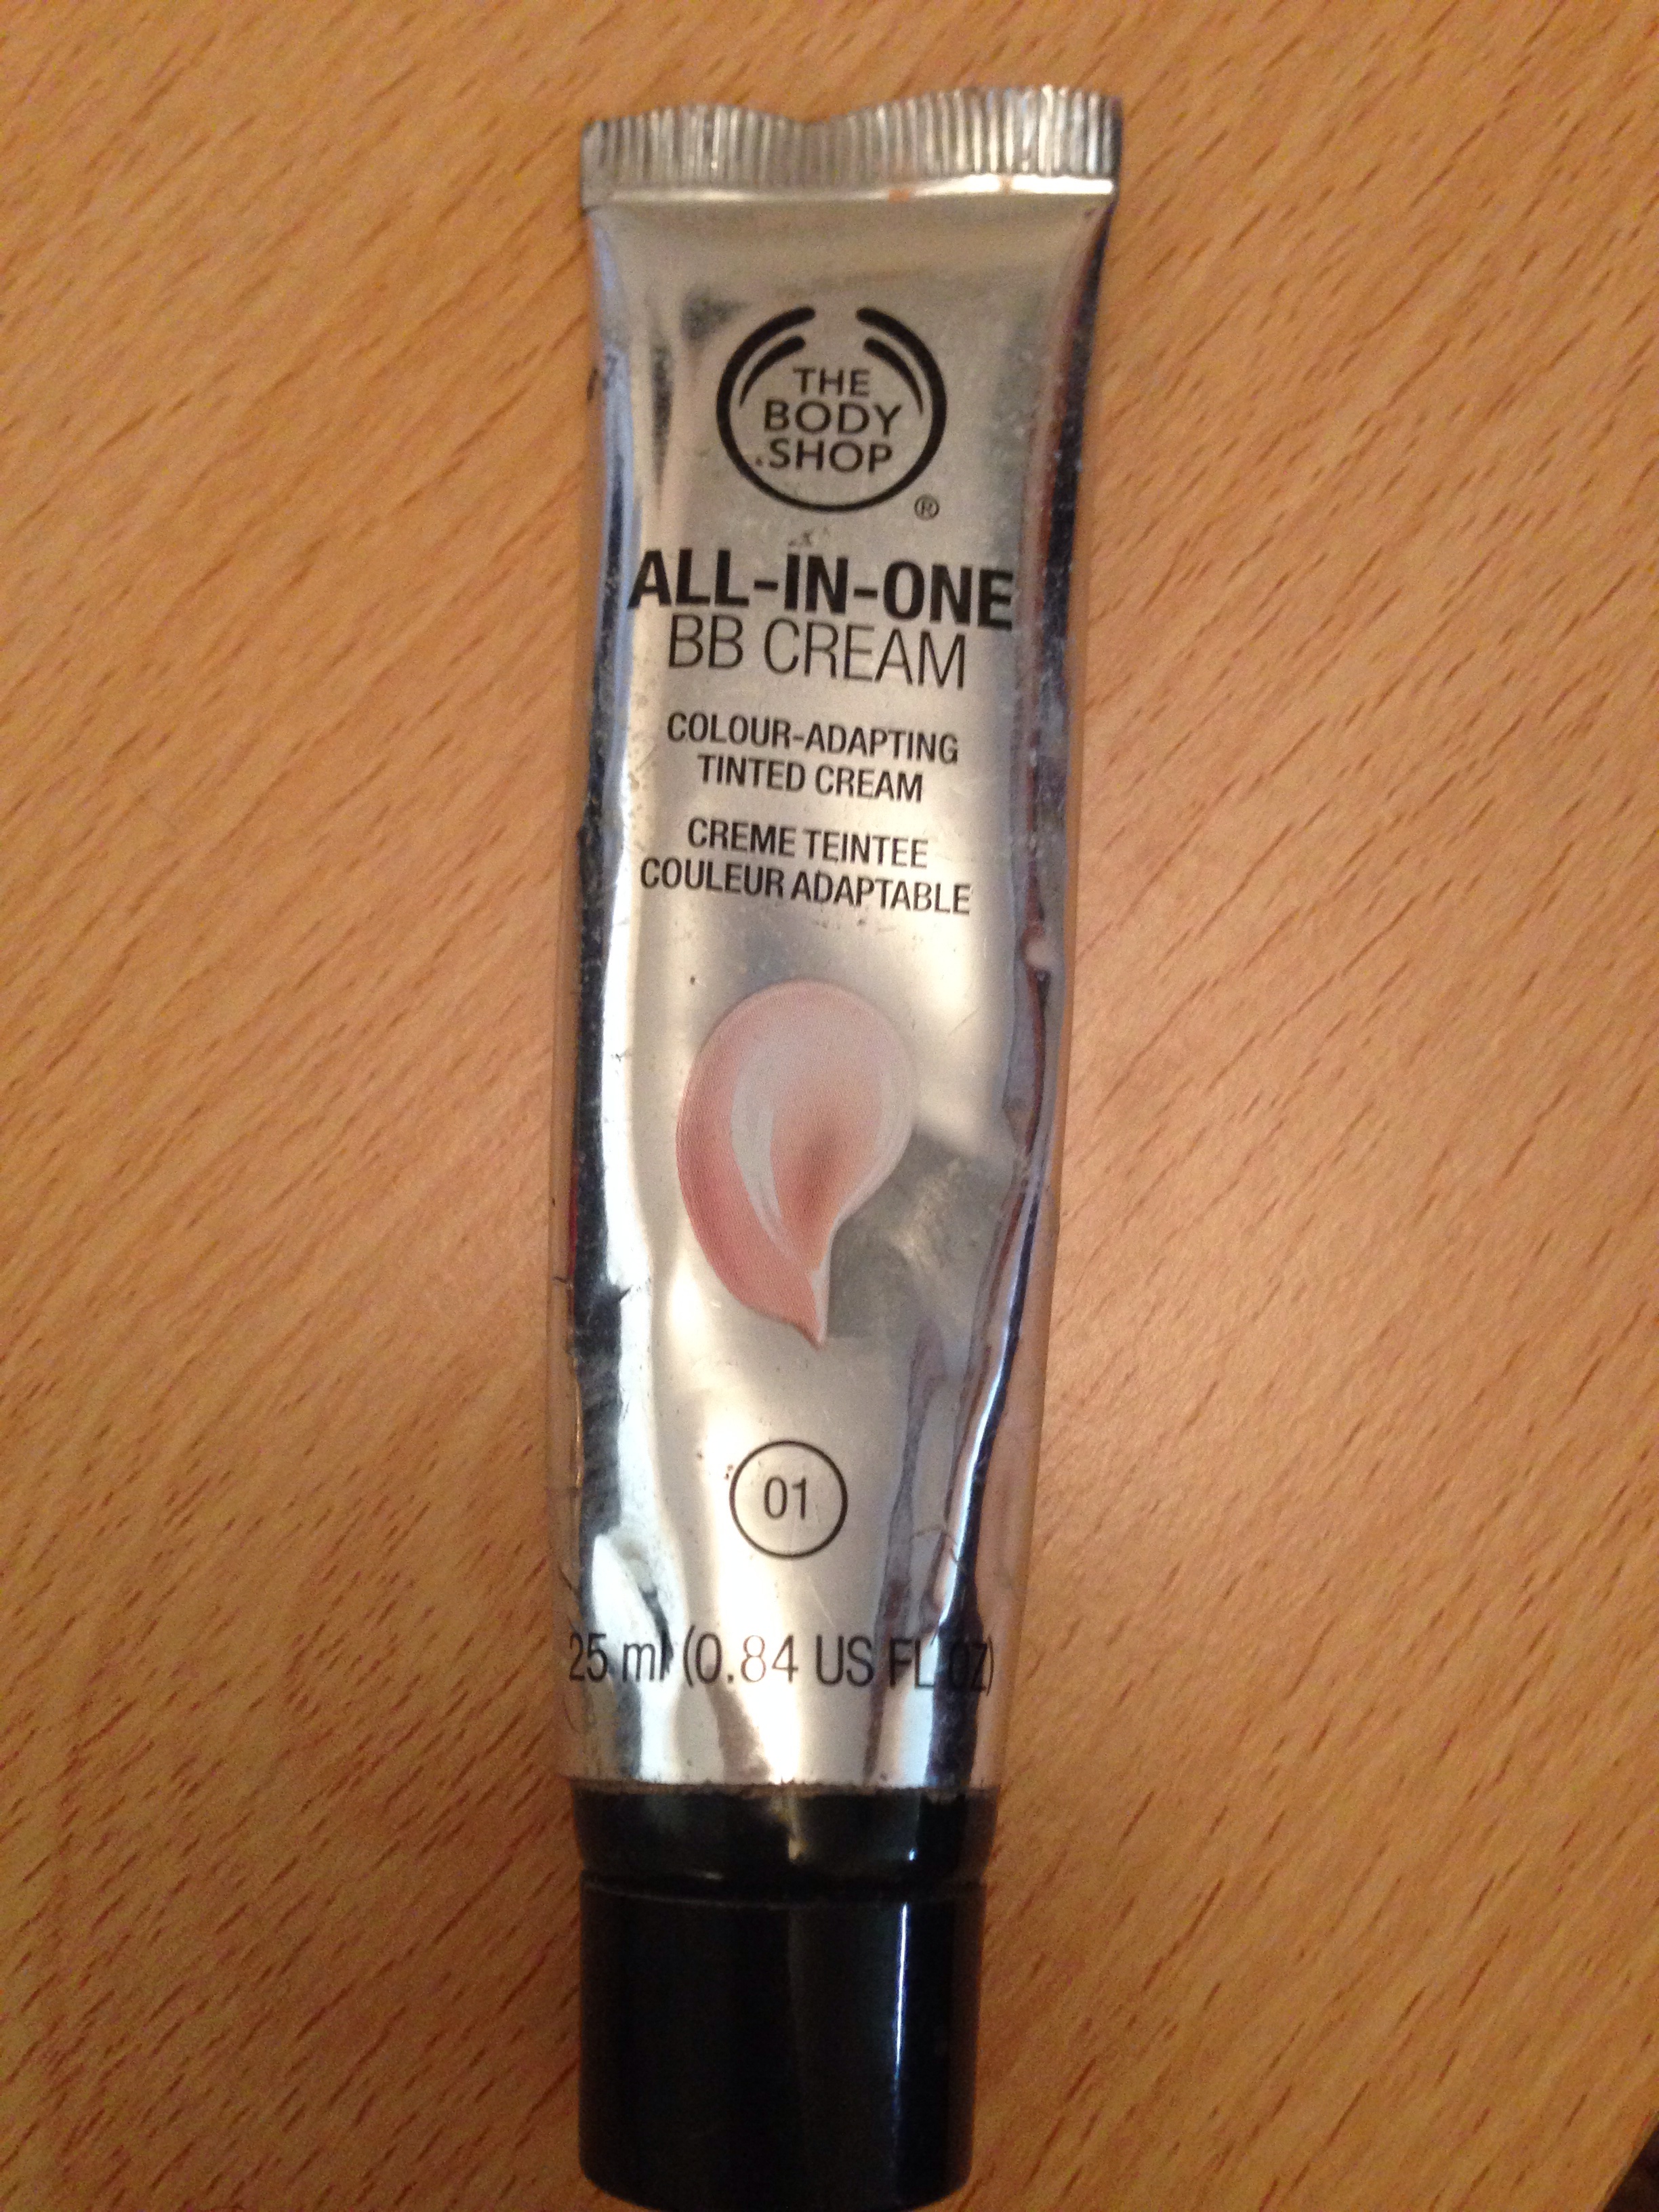 THE
BODY
SHOP
®
ALL-IN-ONE
BB CREAM
COLOUR-ADAPTING
TINTED CREAM
CREME TEINTEE
COULEUR ADAPTABLE
01
25 ml (0.84 US FL OZ)